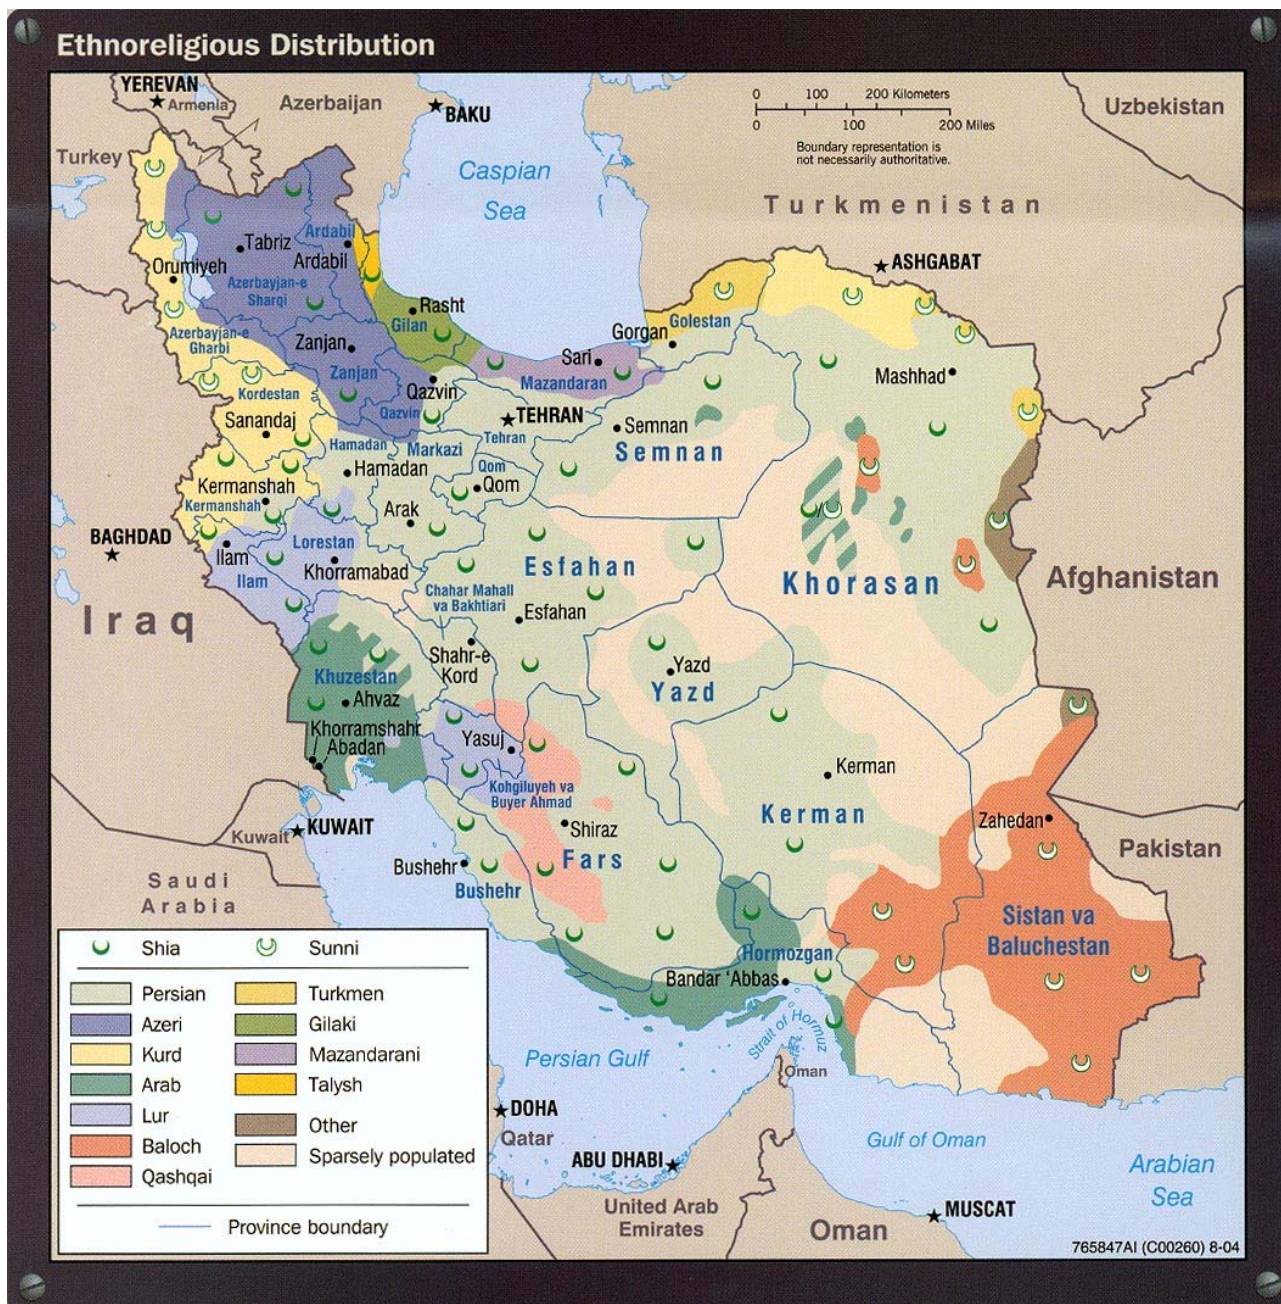 Ethnoreligious Distribution
YEREVAN
Armenia
Azerbaijan
BAKU
Turkey
Caspian
Sea
0 100 200 Kilometers
0 100 200 Miles
Boundary representation is
not necessarily authoritative.
Uzbekistan
Turkmenistan
ASHGABAT
Tabriz
Ardabil
Ardabil
Orumiyeh
Azerbayjan-e
Sharqi
Rasht
Gilan
Azerbayjan-e
Gharbi
Zanjan
Zanjan
Golestan
Gorgan
Sari
Mazandaran
Mashhad
Kordestan
Qazvin
Qazvin
TEHRAN
Tehran
Sanandaj
Hamadan
Markazi
Semnan
Semnan
Hamadan
Qom
Qom
Kermanshah
Kermanshah
Arak
BAGHDAD
Ilam
Ilam
Lorestan
Khorramabad
Esfahan
Khorasan
Afghanistan
Iraq
Chahar Mahall
va Bakhtiari
Esfahan
Shahr-e
Kord
Yazd
Yazd
Khuzestan
Ahvaz
Khorramshahr
Abadan
Yasuj
Kohgiluyeh va
Buyer Ahmad
Kerman
Kerman
Zahedan
Kuwait
KUWAIT
Shiraz
Fars
Bushehr
Bushehr
Pakistan
Saudi
Arabia
Sistan va
Baluchestan
Hormozgan
Bandar 'Abbas
Strait of Hormuz
Persian Gulf
Oman
DOHA
Qatar
ABU DHABI
Gulf of Oman
Arabian
Sea
United Arab
Emirates
Oman
MUSCAT
Shia
Sunni
Persian
Azeri
Kurd
Arab
Lur
Baloch
Qashqai
Turkmen
Gilaki
Mazandarani
Talysh
Other
Sparsely populated
Province boundary
765847AI (C00260) 8-04